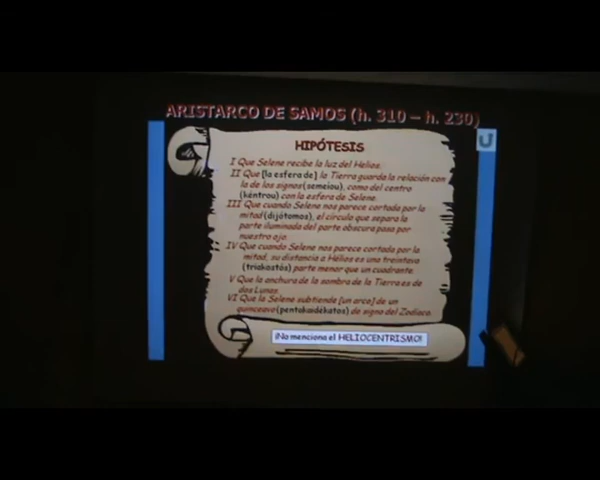 ARISTARCO DE SAMOS (h. 310 – h. 230)
HIPÓTESIS
I Que Selene recibe la luz del Helios.
II Que [la esfera de] la Tierra guarda la relación con
la de los signos(semeíou), como del centro
(kéntrou) con la esfera de Selene.
III Que cuando Selene nos parece cortada por la
mitad(dijótomos), el círculo que separa la
parte iluminada del parte obscura pasa por
nuestro ojo.
IV Que cuando Selene nos parece cortada por la
mitad, su distancia a Hélios es una treintava
(triakostós) parte menor que un cuadrante.
V Que la anchura de la sombra de la Tierra es de
dos Lunas.
VI Que la Selene subtiende [un arco] de un
quinceavo(pentakaidékatos) de signo del Zodíaco.
¡No menciona el HELIOCENTRISMO!